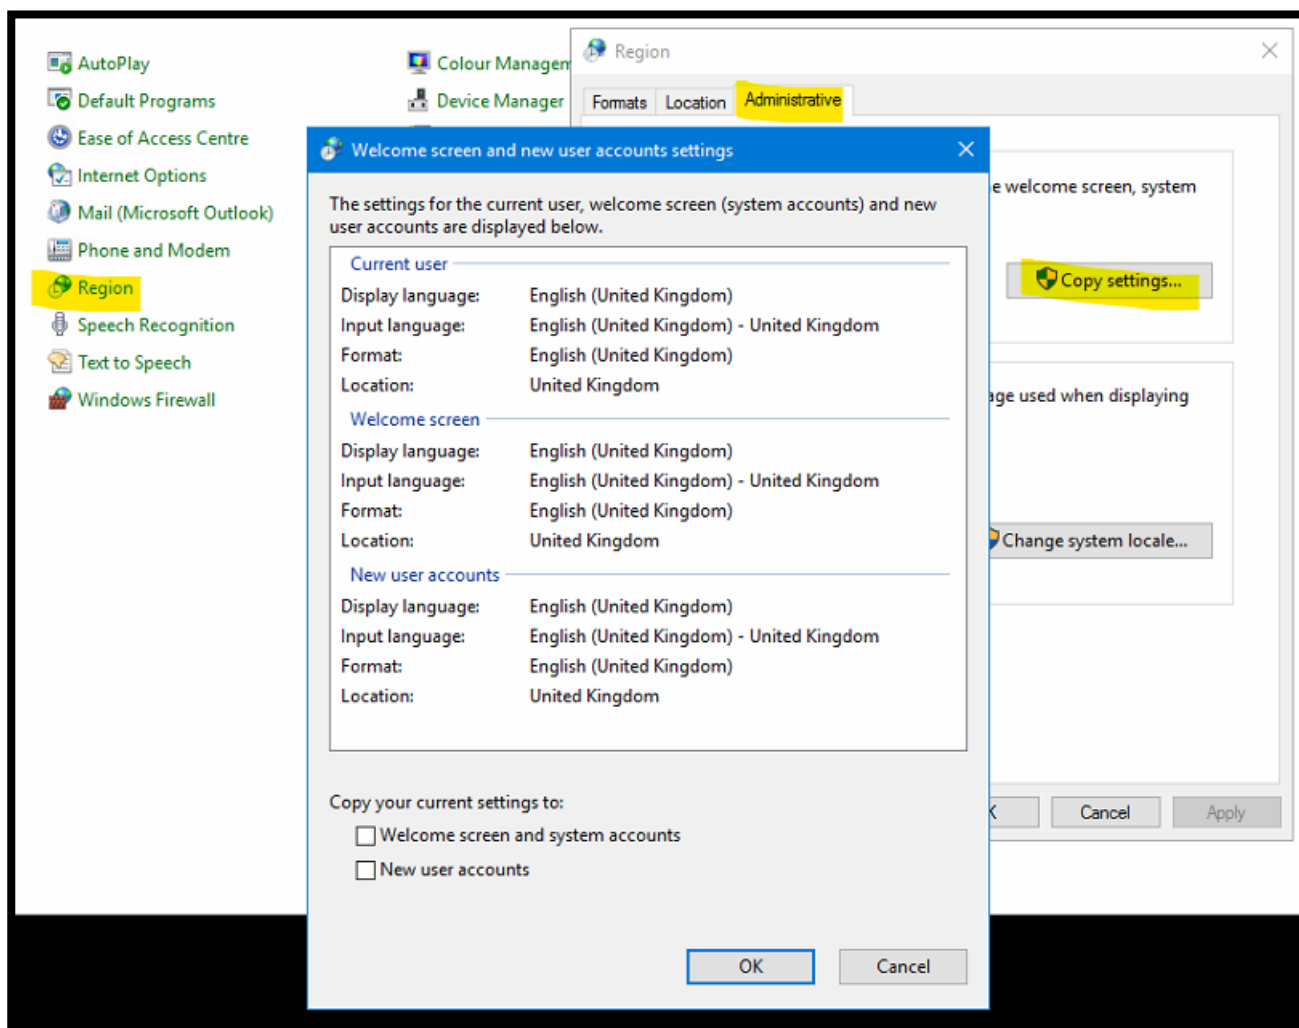 AutoPlay
Default Programs
Ease of Access Centre
Internet Options
Mail (Microsoft Outlook)
Phone and Modem
Region
Speech Recognition
Text to Speech
Windows Firewall
Colour Managem
Device Manager
Region
Formats
Location
Administrative
e welcome screen, system
Copy settings...
age used when displaying
Change system locale...
K
Cancel
Apply
Welcome screen and new user accounts settings
The settings for the current user, welcome screen (system accounts) and new
user accounts are displayed below.
Current user
Display language: English (United Kingdom)
Input language: English (United Kingdom) - United Kingdom
Format: English (United Kingdom)
Location: United Kingdom
Welcome screen
Display language: English (United Kingdom)
Input language: English (United Kingdom) - United Kingdom
Format: English (United Kingdom)
Location: United Kingdom
New user accounts
Display language: English (United Kingdom)
Input language: English (United Kingdom) - United Kingdom
Format: English (United Kingdom)
Location: United Kingdom
Copy your current settings to:
Welcome screen and system accounts
New user accounts
OK
Cancel